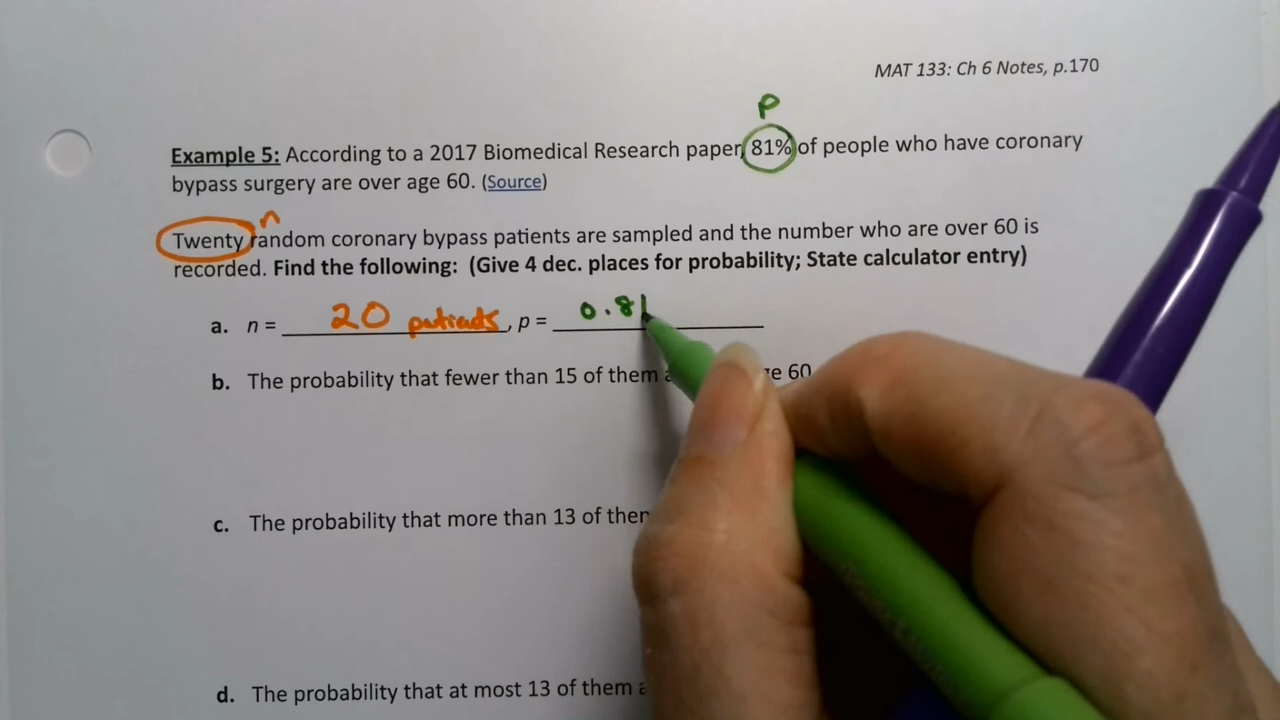 MAT 133: Ch 6 Notes, p.170
P
Example 5: According to a 2017 Biomedical Research paper, 81% of people who have coronary
bypass surgery are over age 60. (Source)
n
Twenty random coronary bypass patients are sampled and the number who are over 60 is
recorded. Find the following: (Give 4 dec. places for probability; State calculator entry)
a. n = 20 patients, p = 0.81
b. The probability that fewer than 15 of them 60
c. The probability that more than 13 of
d. The probability that at most 13 of them